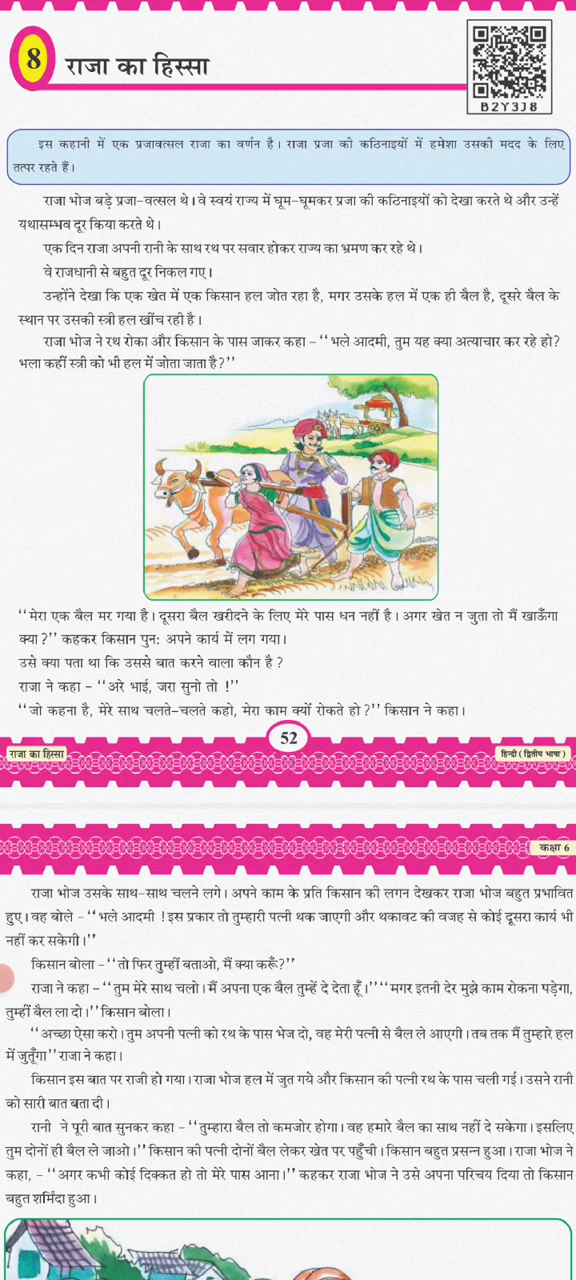 8
राजा का हिस्सा
B2Y3J8
इस कहानी में एक प्रजावत्सल राजा का वर्णन है। राजा प्रजा की कठिनाइयों में हमेशा उसकी मदद के लिए
तत्पर रहते हैं।
राजा भोज बड़े प्रजा-वत्सल थे। वे स्वयं राज्य में घूम-घूमकर प्रजा की कठिनाइयों को देखा करते थे और उन्हें
यथासम्भव दूर किया करते थे।
एक दिन राजा अपनी रानी के साथ रथ पर सवार होकर राज्य का भ्रमण कर रहे थे।
वे राजधानी से बहुत दूर निकल गए।
उन्होंने देखा कि एक खेत में एक किसान हल जोत रहा है, मगर उसके हल में एक ही बैल है, दूसरे बैल के
स्थान पर उसकी स्त्री हल खींच रही है।
राजा भोज ने रथ रोका और किसान के पास जाकर कहा - ‘‘भले आदमी, तुम यह क्या अत्याचार कर रहे हो?
भला कहीं स्त्री को भी हल में जोता जाता है?’’
‘‘मेरा एक बैल मर गया है। दूसरा बैल खरीदने के लिए मेरे पास धन नहीं है। अगर खेत न जुता तो मैं खाऊँगा
क्या?’’ कहकर किसान पुन: अपने कार्य में लग गया।
उसे क्या पता था कि उससे बात करने वाला कौन है?
राजा ने कहा - ‘‘अरे भाई, जरा सुनो तो !’’
‘‘जो कहना है, मेरे साथ चलते-चलते कहो, मेरा काम क्यों रोकते हो?’’ किसान ने कहा।
राजा का हिस्सा
52
हिन्दी (द्वितीय भाषा)
कक्षा 6
राजा भोज उसके साथ-साथ चलने लगे। अपने काम के प्रति किसान की लगन देखकर राजा भोज बहुत प्रभावित
हुए। वह बोले - ‘‘भले आदमी ! इस प्रकार तो तुम्हारी पत्नी थक जाएगी और थकावट की वजह से कोई दूसरा कार्य भी
नहीं कर सकेगी।’’
किसान बोला - ‘‘तो फिर तुम्हीं बताओ, मैं क्या करूँ?’’
राजा ने कहा - ‘‘तुम मेरे साथ चलो। मैं अपना एक बैल तुम्हें दे देता हूँ।’’ ‘‘मगर इतनी देर मुझे काम रोकना पड़ेगा,
तुम्हीं बैल ला दो।’’ किसान बोला।
‘‘अच्छा ऐसा करो। तुम अपनी पत्नी को रथ के पास भेज दो, वह मेरी पत्नी से बैल ले आएगी। तब तक मैं तुम्हारे हल
में जुतूँगा’’ राजा ने कहा।
किसान इस बात पर राजी हो गया। राजा भोज हल में जुत गये और किसान की पत्नी रथ के पास चली गई। उसने रानी
को सारी बात बता दी।
रानी ने पूरी बात सुनकर कहा - ‘‘तुम्हारा बैल तो कमजोर होगा। वह हमारे बैल का साथ नहीं दे सकेगा। इसलिए
तुम दोनों ही बैल ले जाओ।’’ किसान की पत्नी दोनों बैल लेकर खेत पर पहुँची। किसान बहुत प्रसन्न हुआ। राजा भोज ने
कहा, - ‘‘अगर कभी कोई दिक्कत हो तो मेरे पास आना।’’ कहकर राजा भोज ने उसे अपना परिचय दिया तो किसान
बहुत शर्मिंदा हुआ।